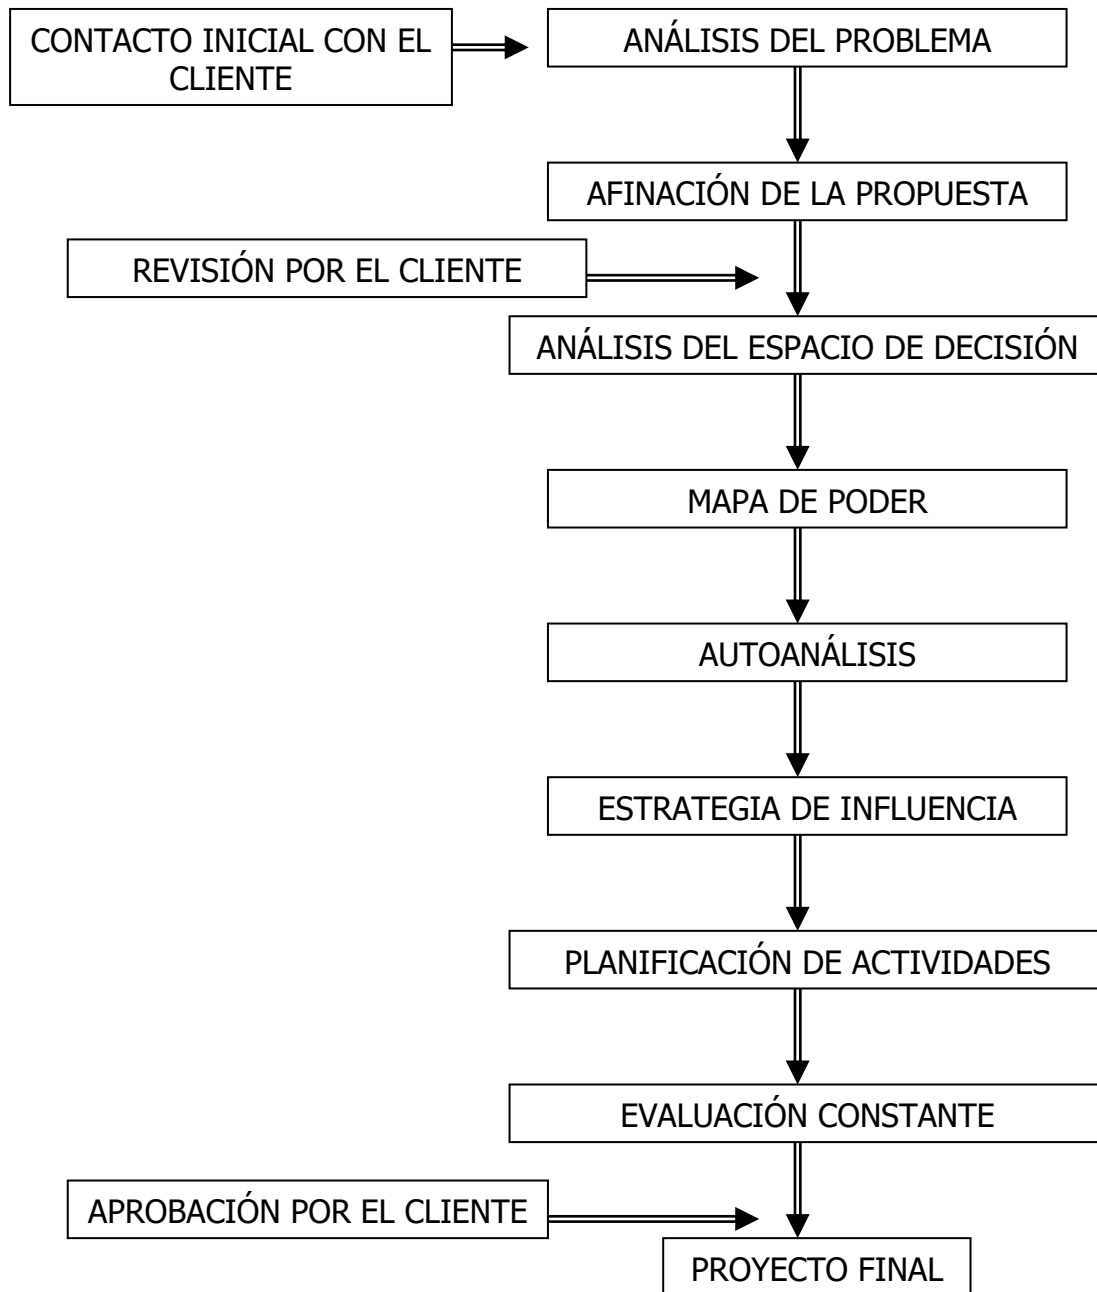 CONTACTO INICIAL CON EL
CLIENTE
ANÁLISIS DEL PROBLEMA
AFINACIÓN DE LA PROPUESTA
REVISIÓN POR EL CLIENTE
ANÁLISIS DEL ESPACIO DE DECISIÓN
MAPA DE PODER
AUTOANÁLISIS
ESTRATEGIA DE INFLUENCIA
PLANIFICACIÓN DE ACTIVIDADES
EVALUACIÓN CONSTANTE
APROBACIÓN POR EL CLIENTE
PROYECTO FINAL